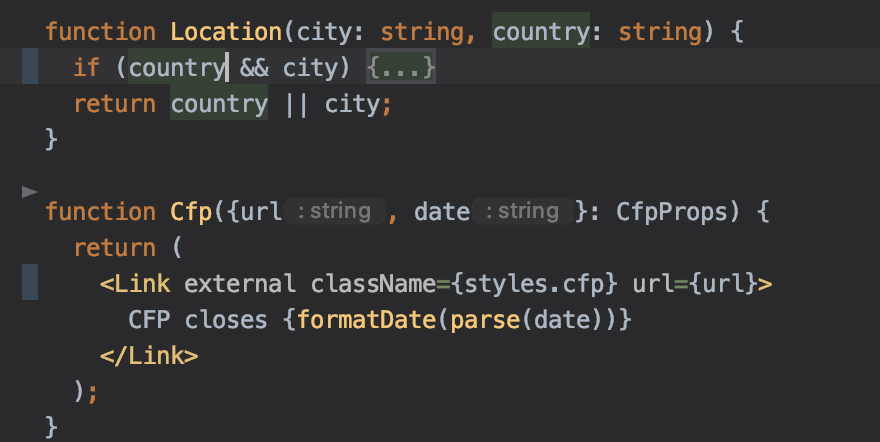 function Location(city: string, country: string) {
if (country && city) {...}
return country || city;
}
function Cfp({url : string , date : string }: CfpProps) {
return (
<Link external className={styles.cfp} url={url}>
CFP closes {formatDate(parse(date))}
</Link>
);
}